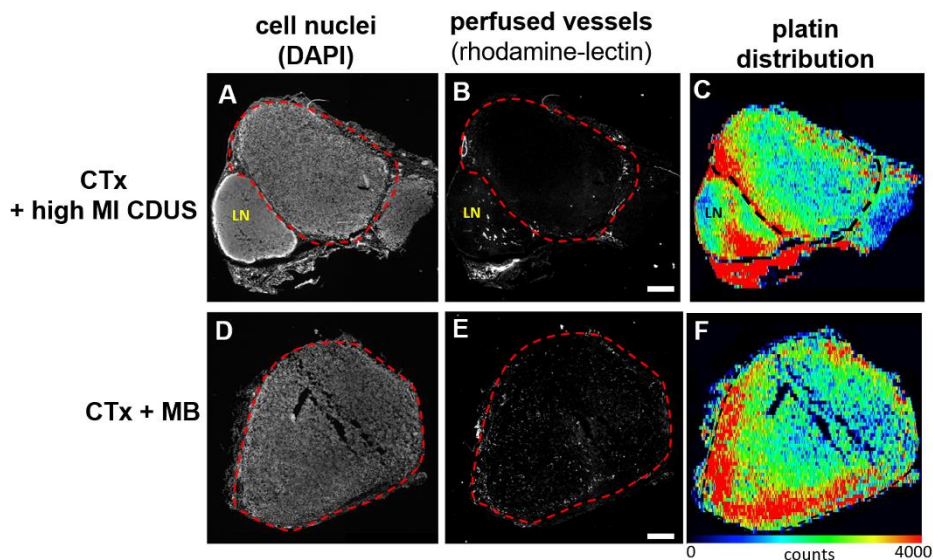 cell nuclei
(DAPI)
perfused vessels
(rhodamine-lectin)
platin
distribution
CTx
+ high MI CDUS
A
LN
B
LN
C
LN
CTx + MB
D
E
F
0
counts
4000